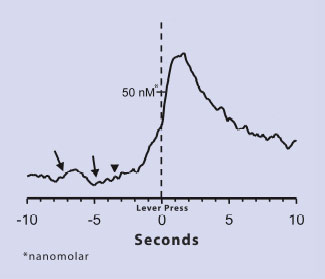 50 nM*
Lever Press
-10 -5 0 5 10
Seconds
*nanomolar